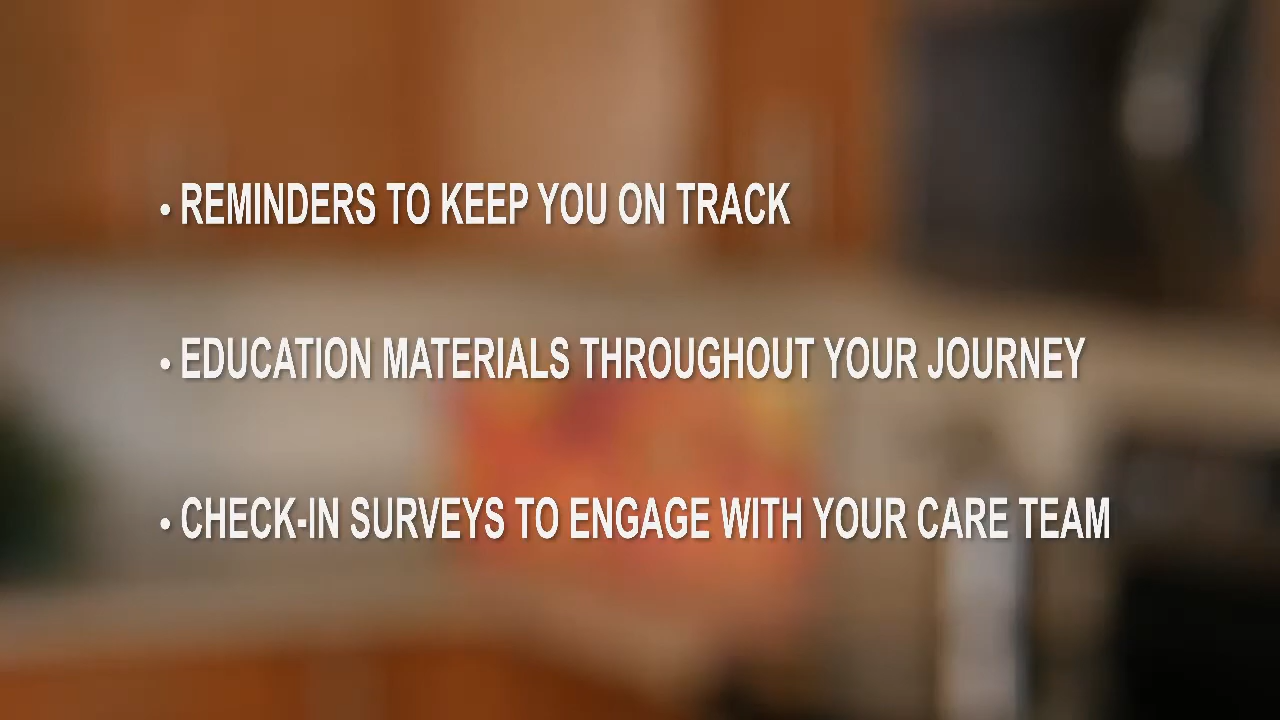 • REMINDERS TO KEEP YOU ON TRACK
• EDUCATION MATERIALS THROUGHOUT YOUR JOURNEY
• CHECK-IN SURVEYS TO ENGAGE WITH YOUR CARE TEAM